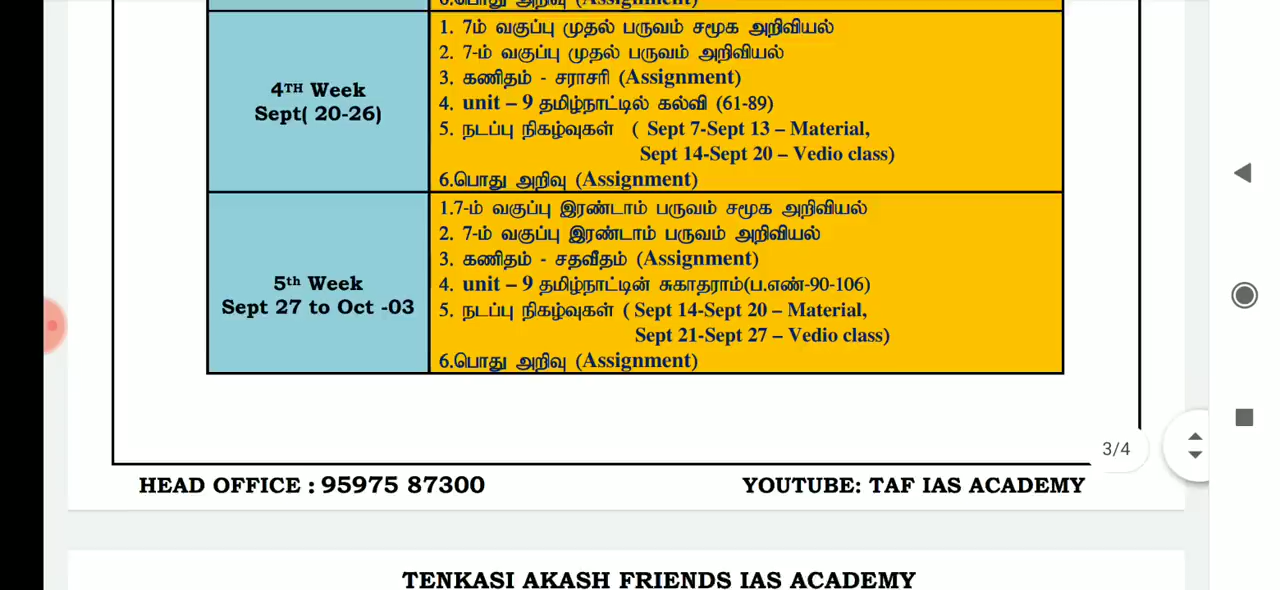 6.பொது அறிவு (Assignment)
4TH Week
Sept( 20-26)
1. 7ம் வகுப்பு முதல் பருவம் சமூக அறிவியல்
2. 7-ம் வகுப்பு முதல் பருவம் அறிவியல்
3. கணிதம் - சராசரி (Assignment)
4. unit – 9 தமிழ்நாட்டில் கல்வி (61-89)
5. நடப்பு நிகழ்வுகள் ( Sept 7-Sept 13 – Material,
Sept 14-Sept 20 – Vedio class)
6.பொது அறிவு (Assignment)
5th Week
Sept 27 to Oct -03
1.7-ம் வகுப்பு இரண்டாம் பருவம் சமூக அறிவியல்
2. 7-ம் வகுப்பு இரண்டாம் பருவம் அறிவியல்
3. கணிதம் - சதவீதம் (Assignment)
4. unit – 9 தமிழ்நாட்டின் சுகாதராம்(ப.எண்-90-106)
5. நடப்பு நிகழ்வுகள் ( Sept 14-Sept 20 – Material,
Sept 21-Sept 27 – Vedio class)
6.பொது அறிவு (Assignment)
3/4
HEAD OFFICE : 95975 87300
YOUTUBE: TAF IAS ACADEMY
TENKASI AKASH FRIENDS IAS ACADEMY